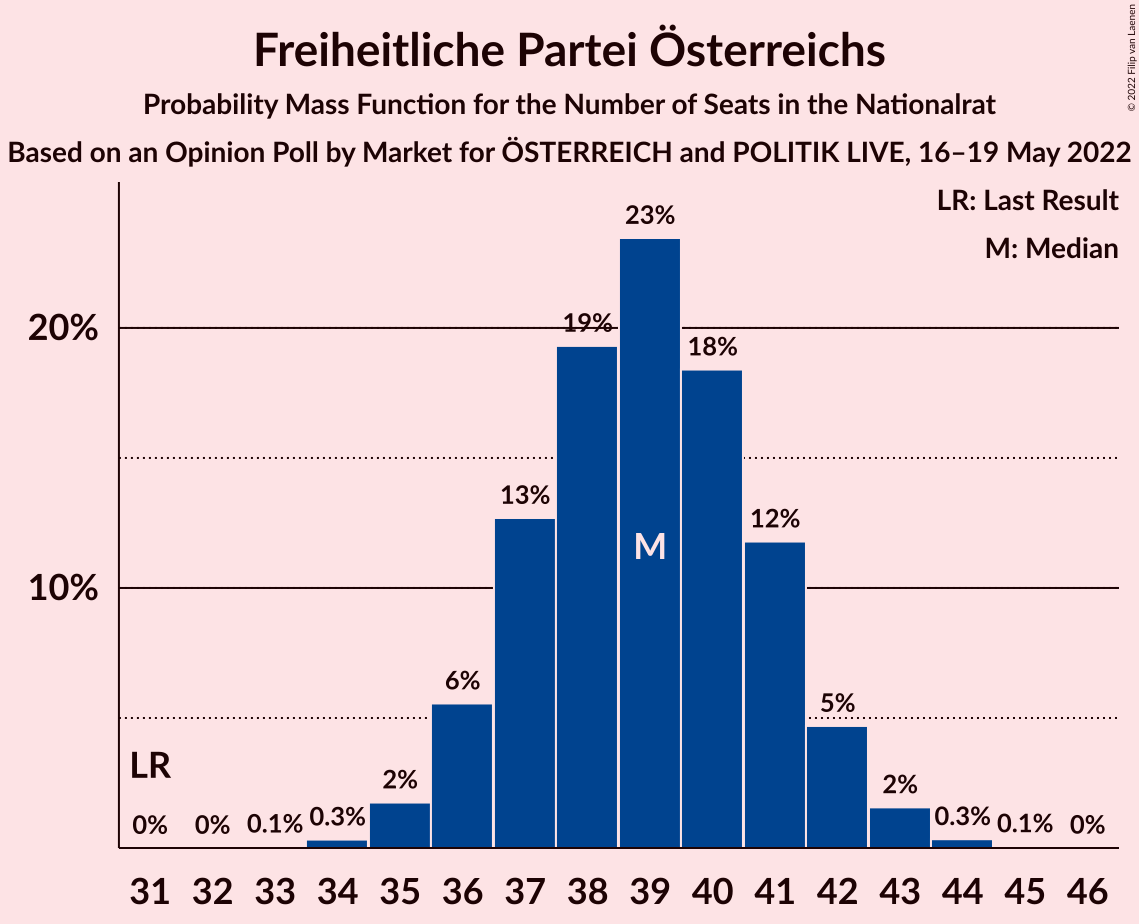 Freiheitliche Partei Österreichs
Probability Mass Function for the Number of Seats in the Nationalrat
Based on an Opinion Poll by Market for ÖSTERREICH and POLITIK LIVE, 16–19 May 2022
© 2022 Filip van Laenen
LR: Last Result
M: Median
20%
10%
LR
M
0% 0% 0.1% 0.3% 2% 6% 13% 19% 23% 18% 12% 5% 2% 0.3% 0.1% 0%
31 32 33 34 35 36 37 38 39 40 41 42 43 44 45 46